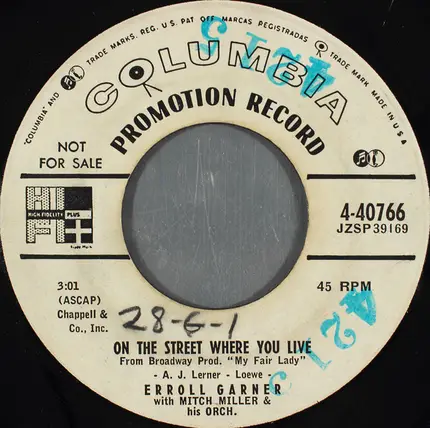 "COLUMBIA" AND TRADE MARKS. REG. U.S. PAT OFF MARCAS REGISTRADAS TRADE MARK. MADE IN U S A
COLUMBIA
PROMOTION RECORD
NOT
FOR SALE
HIGH FIDELITY PLUS
4-40766
JZSP 39169
3:01
(ASCAP)
Chappell &
Co., Inc.
45 RPM
28-6-1
4215
4213
ON THE STREET WHERE YOU LIVE
From Broadway Prod. "My Fair Lady"
- A. J. Lerner - Loewe -
ERROLL GARNER
with MITCH MILLER &
his ORCH.